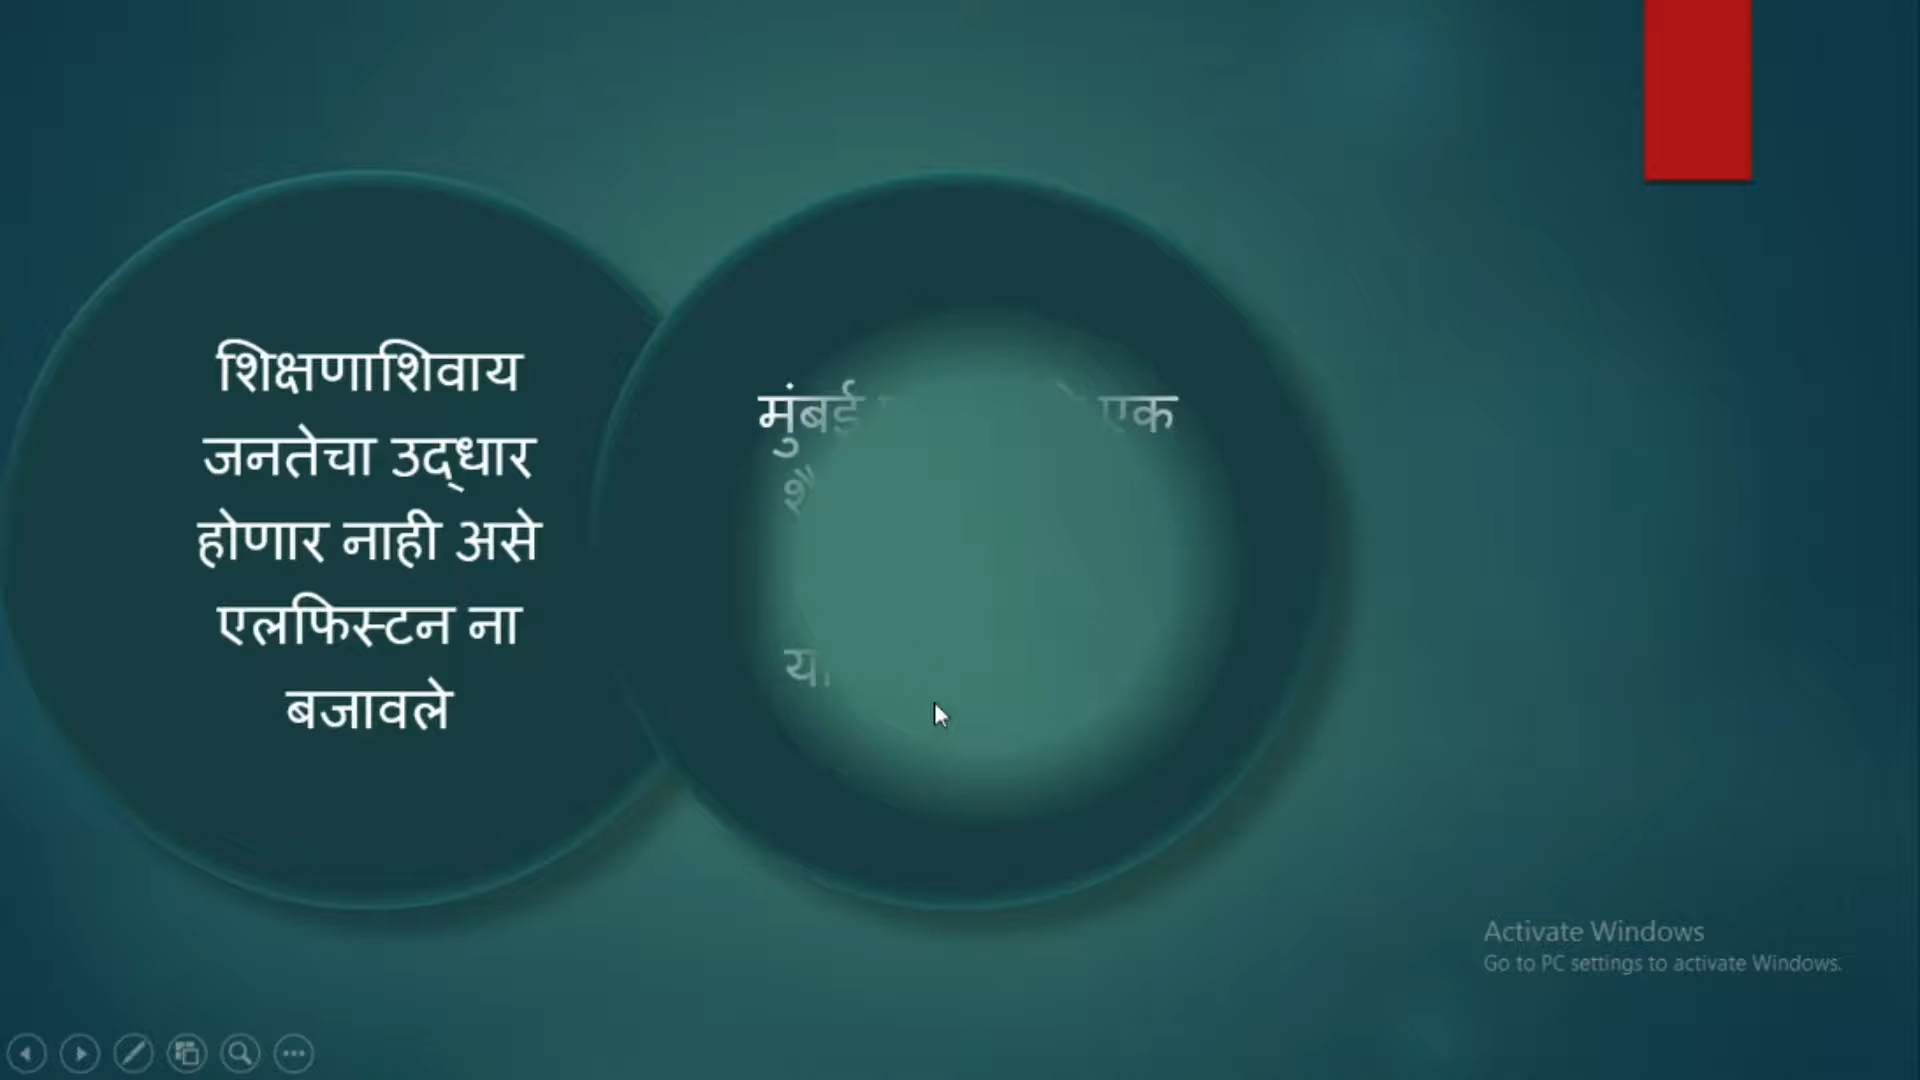 शिक्षणाशिवाय
जनतेचा उद्धार
होणार नाही असे
एलफिस्टन ना
बजावले
मुंबई एक
Activate Windows
Go to PC settings to activate Windows.